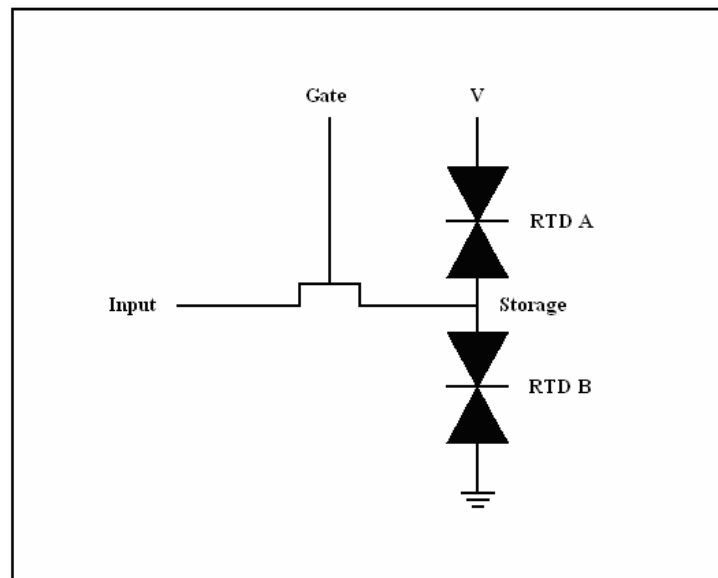 Gate
V
RTD A
Input
Storage
RTD B